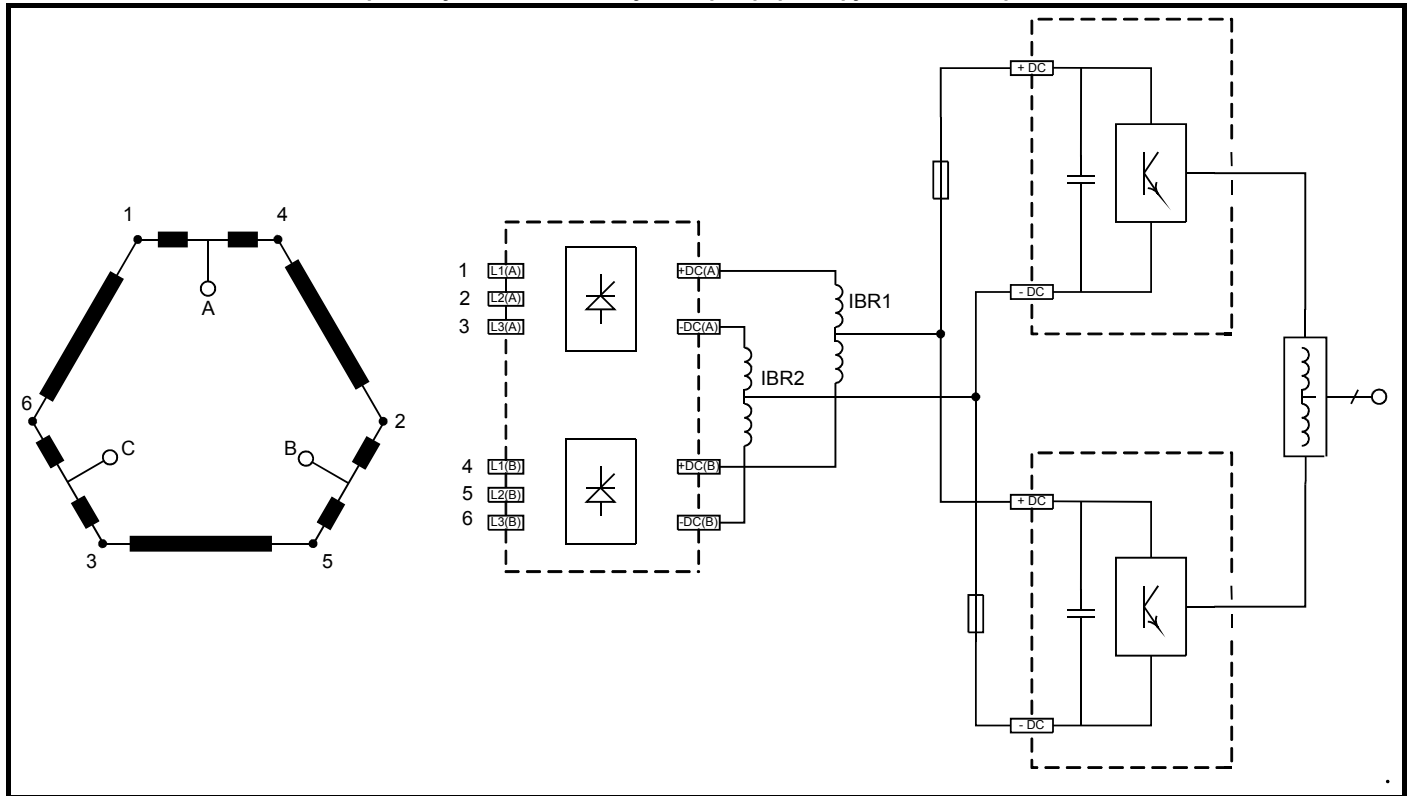 1
4
A
6
2
C
B
3
5
1
L1(A)
2
L2(A)
3
L3(A)
4
L1(B)
5
L2(B)
6
L3(B)
+DC(A)
-DC(A)
+DC(B)
-DC(B)
IBR1
IBR2
+ DC
- DC
+ DC
- DC